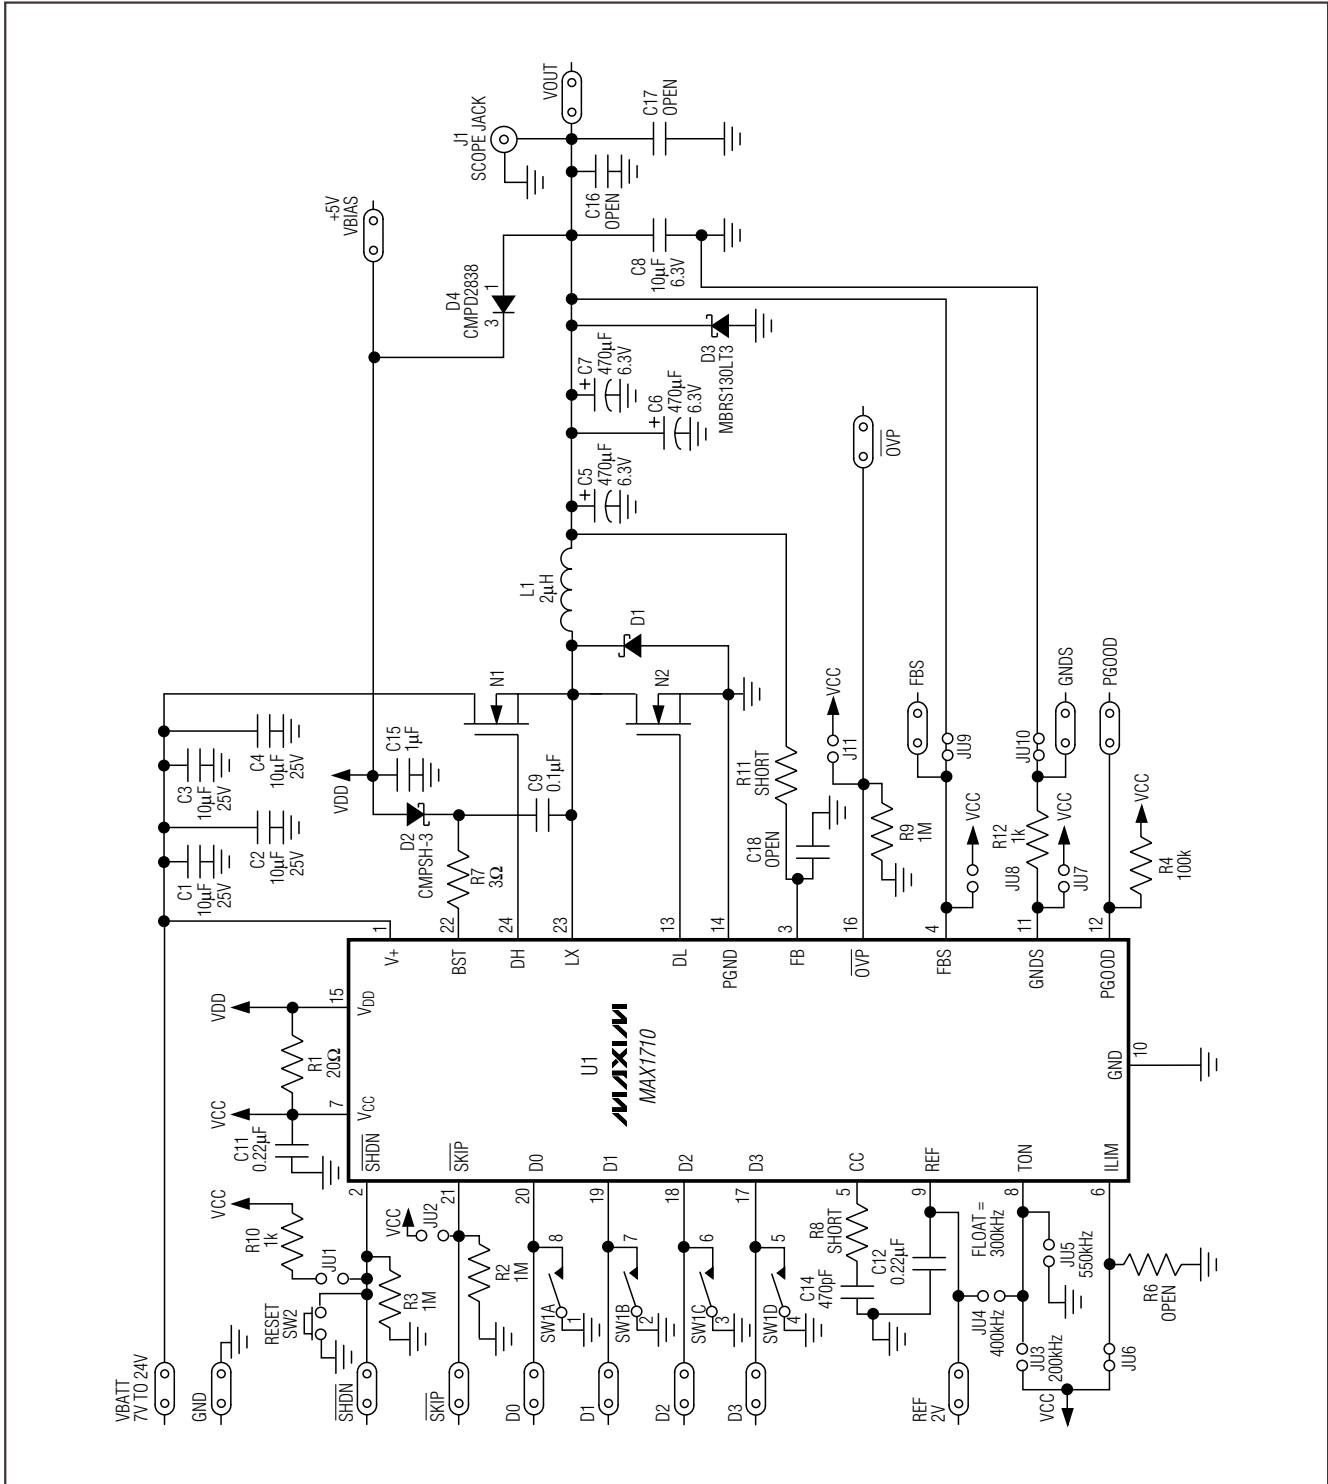 VBATT
7V TO 24V
GND
C1
10µF
25V
C2
10µF
25V
C3
10µF
25V
C4
10µF
25V
VDD
+5V
VBIAS
D2
CMPSH-3
C15
1µF
R7
3Ω
C9
0.1µF
N1
N2
D1
L1
2µH
C5
470µF
6.3V
+
C6
470µF
6.3V
+
C7
470µF
6.3V
+
D3
MBRS130LT3
D4
CMPD2838
3
1
C8
10µF
6.3V
C16
OPEN
C17
OPEN
J1
SCOPE JACK
VOUT
RESET
SW2
JU1
R10
1k
VCC
C11
0.22µF
VCC
R1
20Ω
VDD
7
15
VCC
VDD
SHDN
R3
1M
2
SHDN
SKIP
R2
1M
VCC
JU2
21
SKIP
D0
SW1A
1
8
20
D0
D1
SW1B
2
7
19
D1
D2
SW1C
3
6
18
D2
D3
SW1D
4
5
17
D3
C14
470pF
R8
SHORT
5
CC
C12
0.22µF
9
REF
REF
2V
JU4
400kHz
FLOAT =
300kHz
8
TON
JU3
200kHz
JU5
550kHz
VCC
JU6
R6
OPEN
6
ILIM
U1
MAXIM
MAX1710
GND
10
V+
1
BST
22
DH
24
LX
23
DL
13
PGND
14
FB
3
C18
OPEN
R11
SHORT
OVP
16
R9
1M
J11
VCC
OVP
FBS
4
VCC
JU8
JU9
FBS
GNDS
11
R12
1k
VCC
JU7
JU10
GNDS
PGOOD
12
R4
100k
VCC
PGOOD